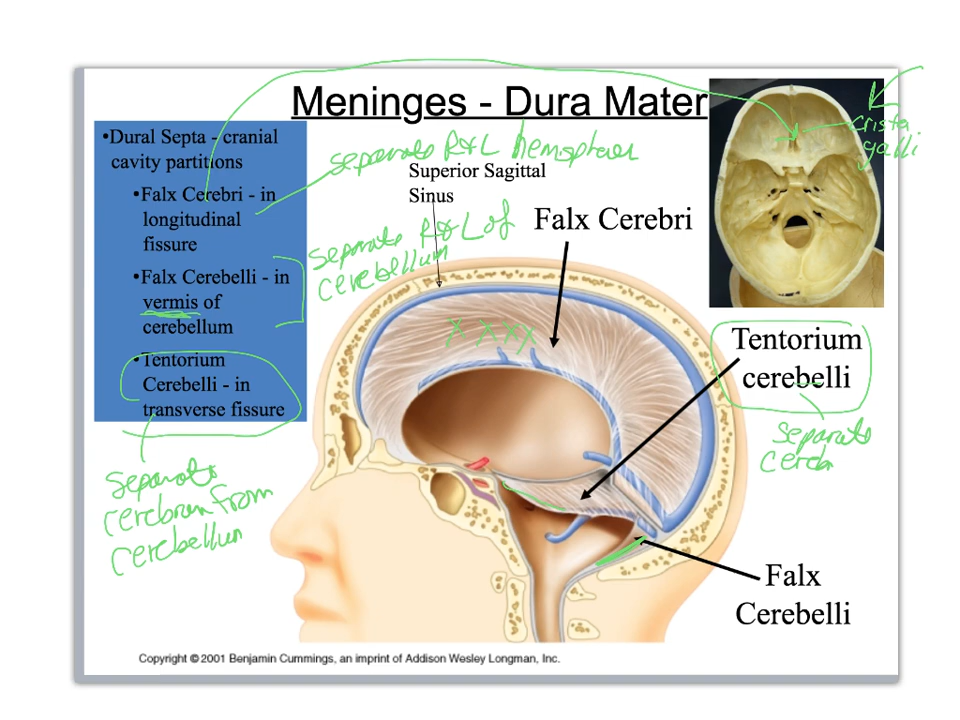 Meninges - Dura Mater
•Dural Septa - cranial
cavity partitions
•Falx Cerebri - in
longitudinal
fissure
•Falx Cerebelli - in
vermis of
cerebellum
•Tentorium
Cerebelli - in
transverse fissure
separate R&L hemispheres
Superior Sagittal
Sinus
Separate R&L of
cerebellum
Falx Cerebri
crista
galli
X X X X
Tentorium
cerebelli
Separate
Separate
cerebrum from
cerebellum
Falx
Cerebelli
Copyright © 2001 Benjamin Cummings, an imprint of Addison Wesley Longman, Inc.